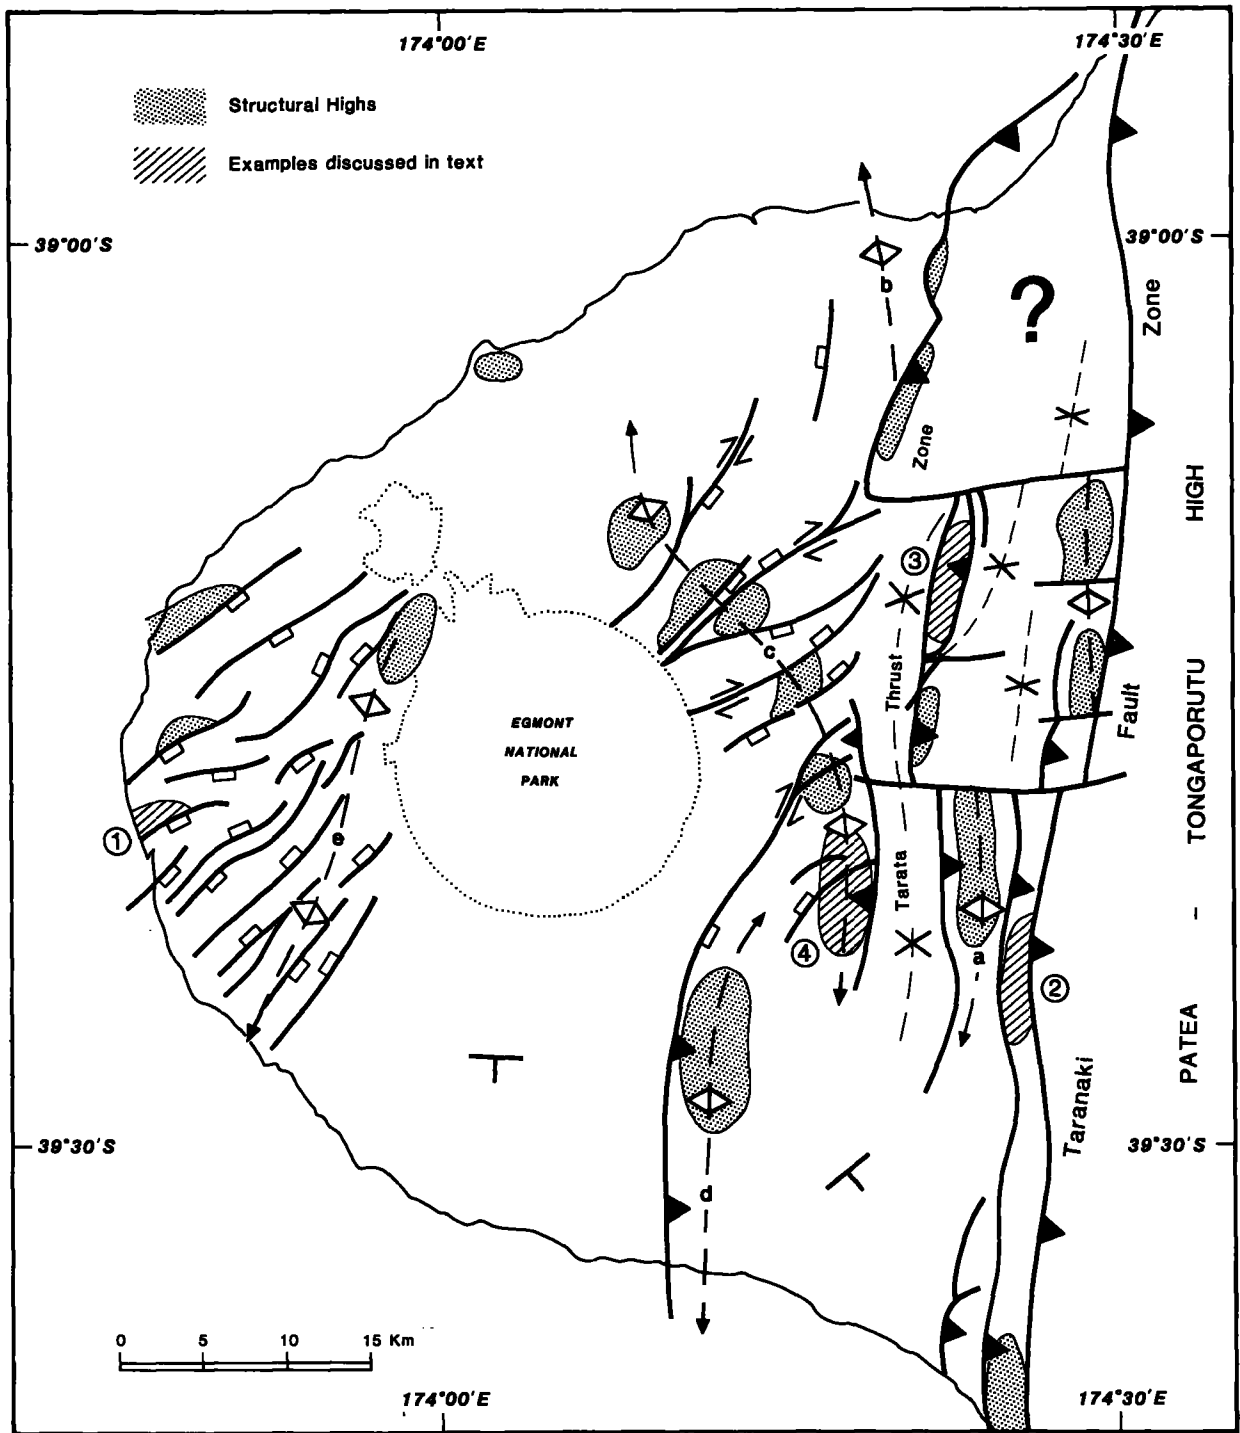 174°00'E
174°30'E
Structural Highs
Examples discussed in text
39°00'S
39°00'S
b
?
Zone
Zone
HIGH
3
c
Thrust
EGMONT
NATIONAL
PARK
Fault
TONGAPORUTU
1
e
Tarata
–
4
a
2
PATEA
Taranaki
39°30'S
39°30'S
d
0 5 10 15 Km
174°00'E
174°30'E